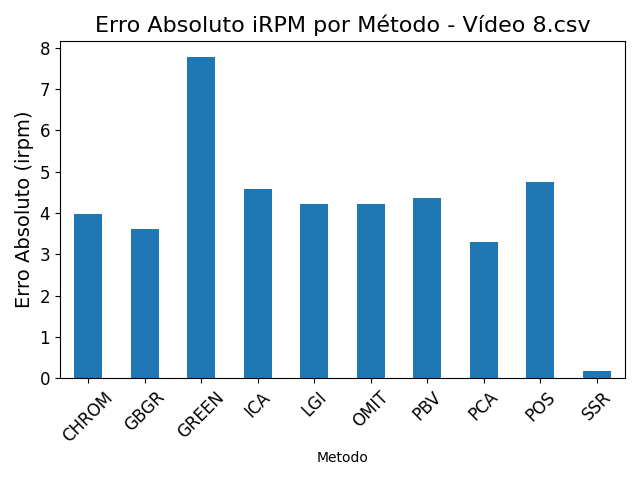 Erro Absoluto iRPM por Método - Vídeo 8.csv
Erro Absoluto (irpm)
8
7
6
5
4
3
2
1
0
CHROM
GBGR
GREEN
ICA
LGI
OMIT
PBV
PCA
POS
SSR
Metodo